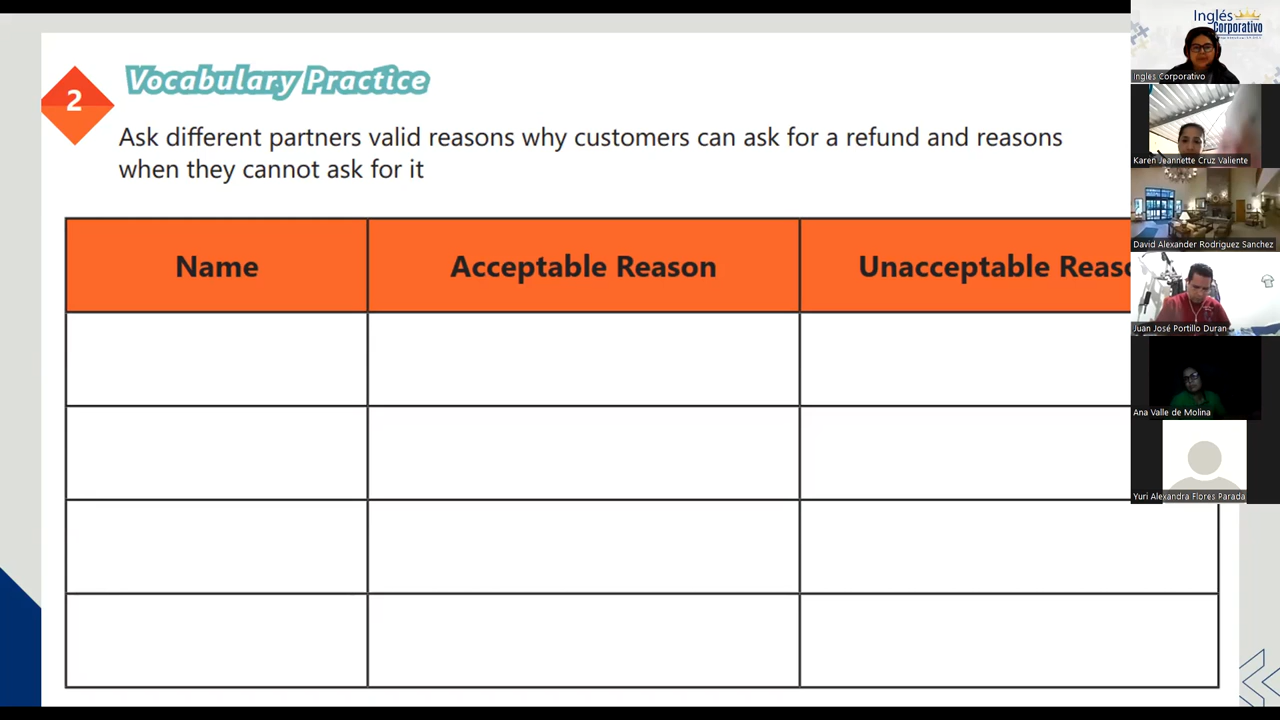 2
Vocabulary Practice
Ask different partners valid reasons why customers can ask for a refund and reasons
when they cannot ask for it
Name
Acceptable Reason
Unacceptable Reaso
Inglés
Corporativo
Ingles Corporativo
Karen Jeannette Cruz Valiente
David Alexander Rodriguez Sanchez
Juan José Portillo Duran
Ana Valle de Molina
Yuri Alexandra Flores Parada